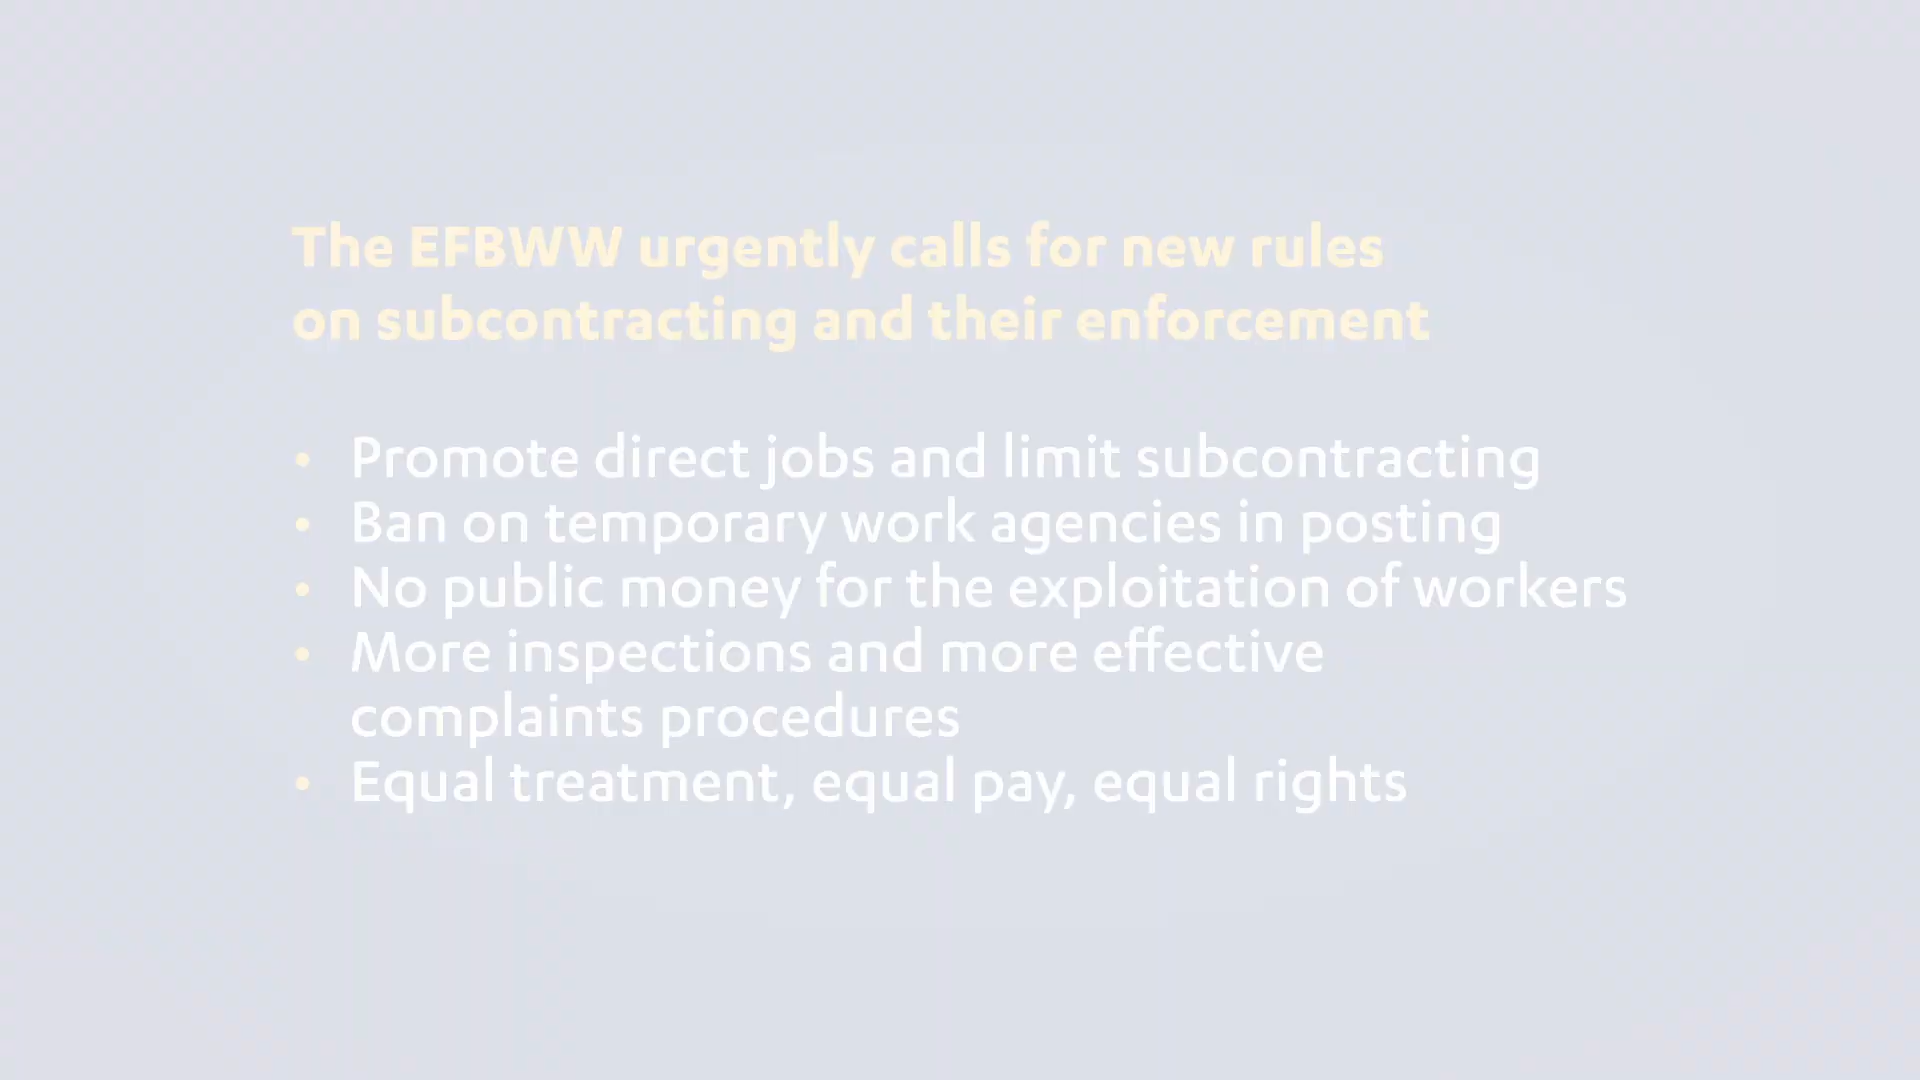 The EFBWW urgently calls for new rules
on subcontracting and their enforcement
• Promote direct jobs and limit subcontracting
• Ban on temporary work agencies in posting
• No public money for the exploitation of workers
• More inspections and more effective
complaints procedures
• Equal treatment, equal pay, equal rights